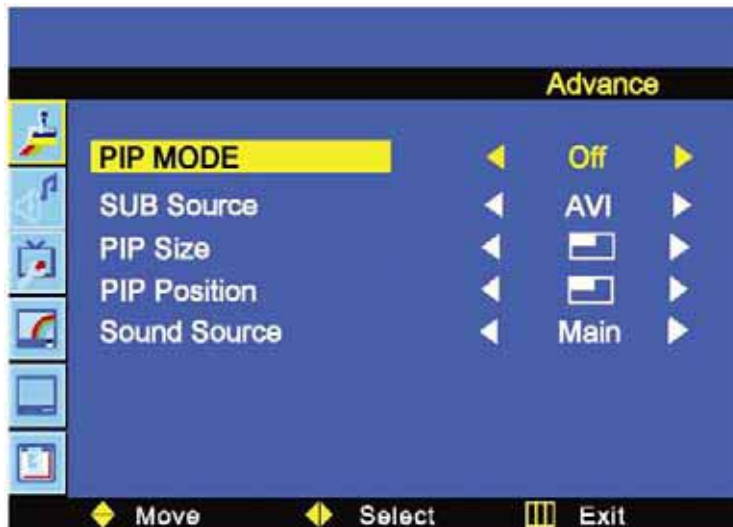 Advance
PIP MODE Off
SUB Source AVI
PIP Size
PIP Position
Sound Source Main
Move Select Exit